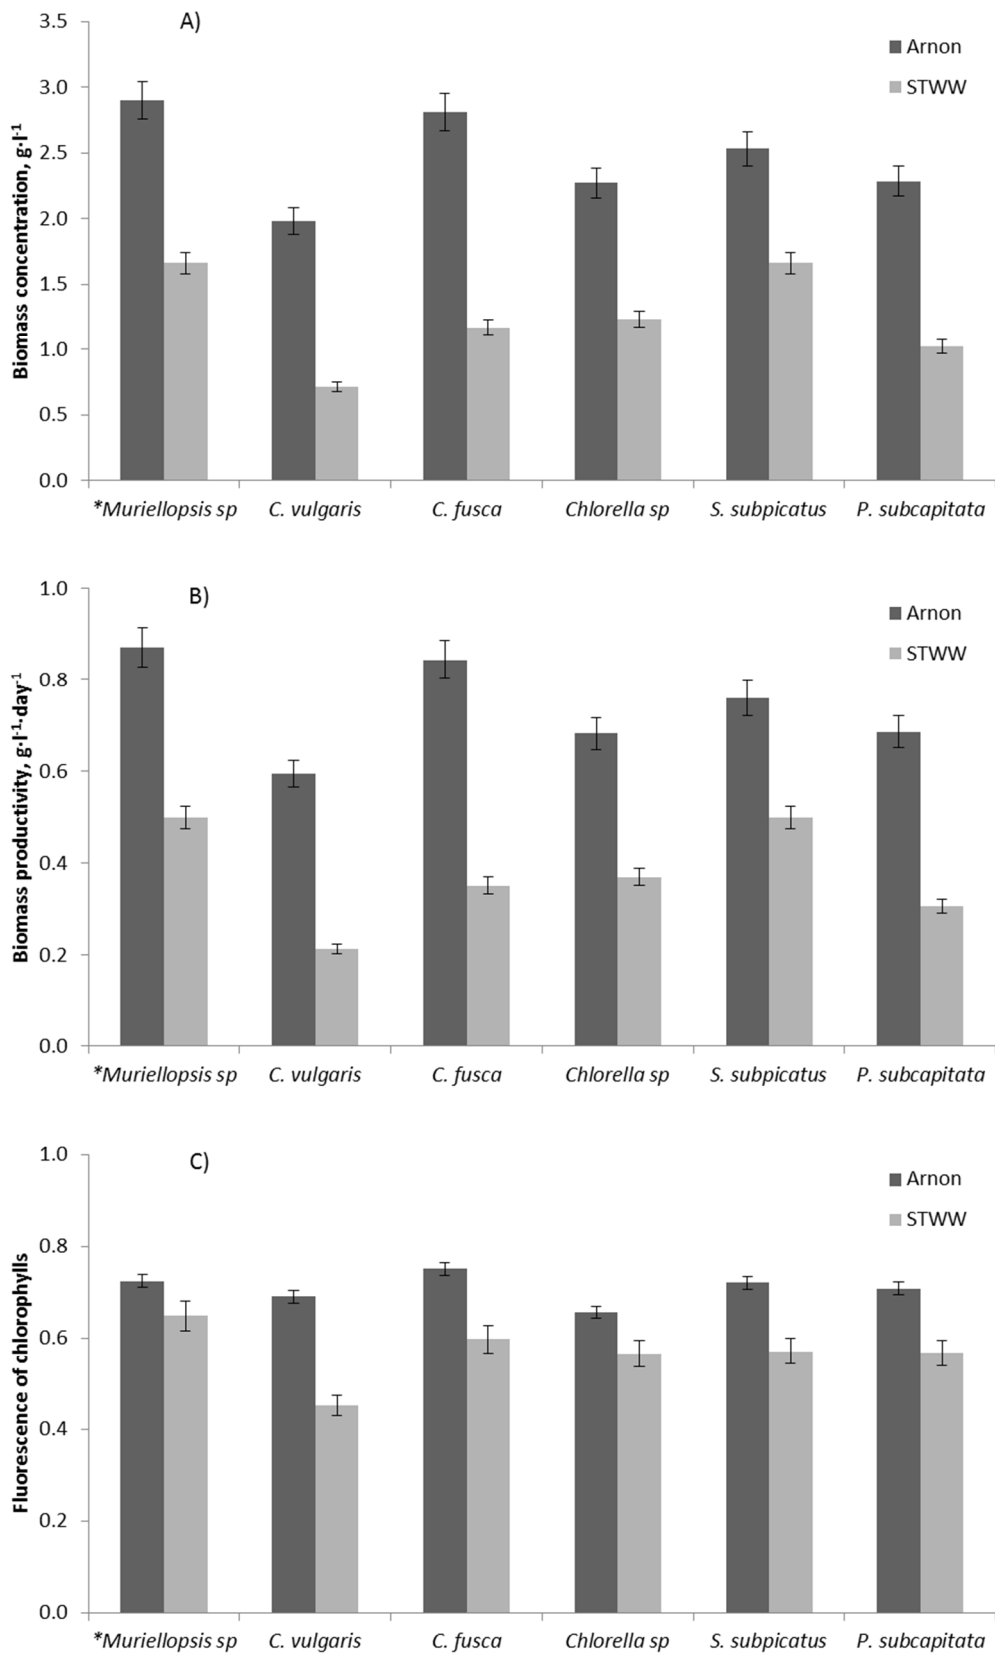 A)
Arnon
STWW
Biomass concentration, g·l⁻¹
3.5
3.0
2.5
2.0
1.5
1.0
0.5
0.0
*Muriellopsis sp C. vulgaris C. fusca Chlorella sp S. subpicatus P. subcapitata
B)
Arnon
STWW
Biomass productivity, g·l⁻¹·day⁻¹
1.0
0.8
0.6
0.4
0.2
0.0
*Muriellopsis sp C. vulgaris C. fusca Chlorella sp S. subpicatus P. subcapitata
C)
Arnon
STWW
Fluorescence of chlorophylls
1.0
0.8
0.6
0.4
0.2
0.0
*Muriellopsis sp C. vulgaris C. fusca Chlorella sp S. subpicatus P. subcapitata